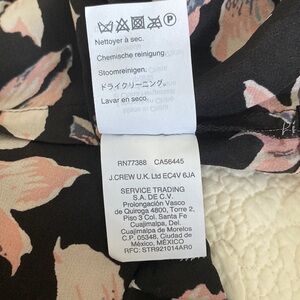 Nettoyer à sec.
Chemische reinigung.
Stoomreinigen.
ドライクリーニング。
Lavar en seco.
RN77388 CA56445
J.CREW U.K. Ltd EC4V 6JA
SERVICE TRADING
S.A. DE C.V.
Prolongación Vasco
de Quiroga 4800, Torre 2,
Piso 3 Col. Santa Fe
Cuajimalpa, Del.
Cuajimalpa de Morelos
C.P. 05348, Ciudad de
México, MÉXICO
RFC: STR921014AR0